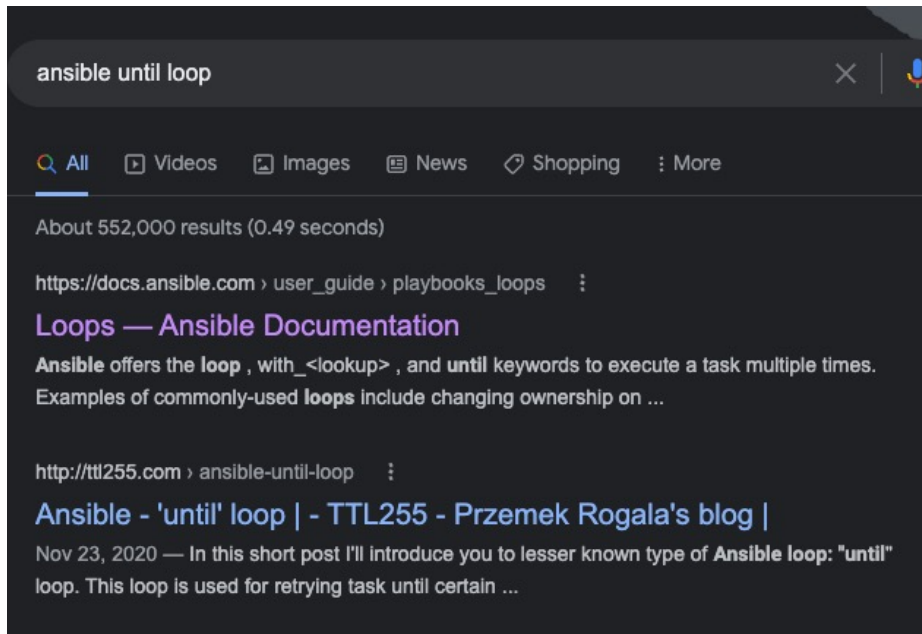 ansible until loop
All Videos Images News Shopping More
About 552,000 results (0.49 seconds)
https://docs.ansible.com › user_guide › playbooks_loops
Loops — Ansible Documentation
Ansible offers the loop , with_<lookup> , and until keywords to execute a task multiple times.
Examples of commonly-used loops include changing ownership on ...
http://ttl255.com › ansible-until-loop
Ansible - 'until' loop | - TTL255 - Przemek Rogala's blog |
Nov 23, 2020 — In this short post I'll introduce you to lesser known type of Ansible loop: "until"
loop. This loop is used for retrying task until certain ...